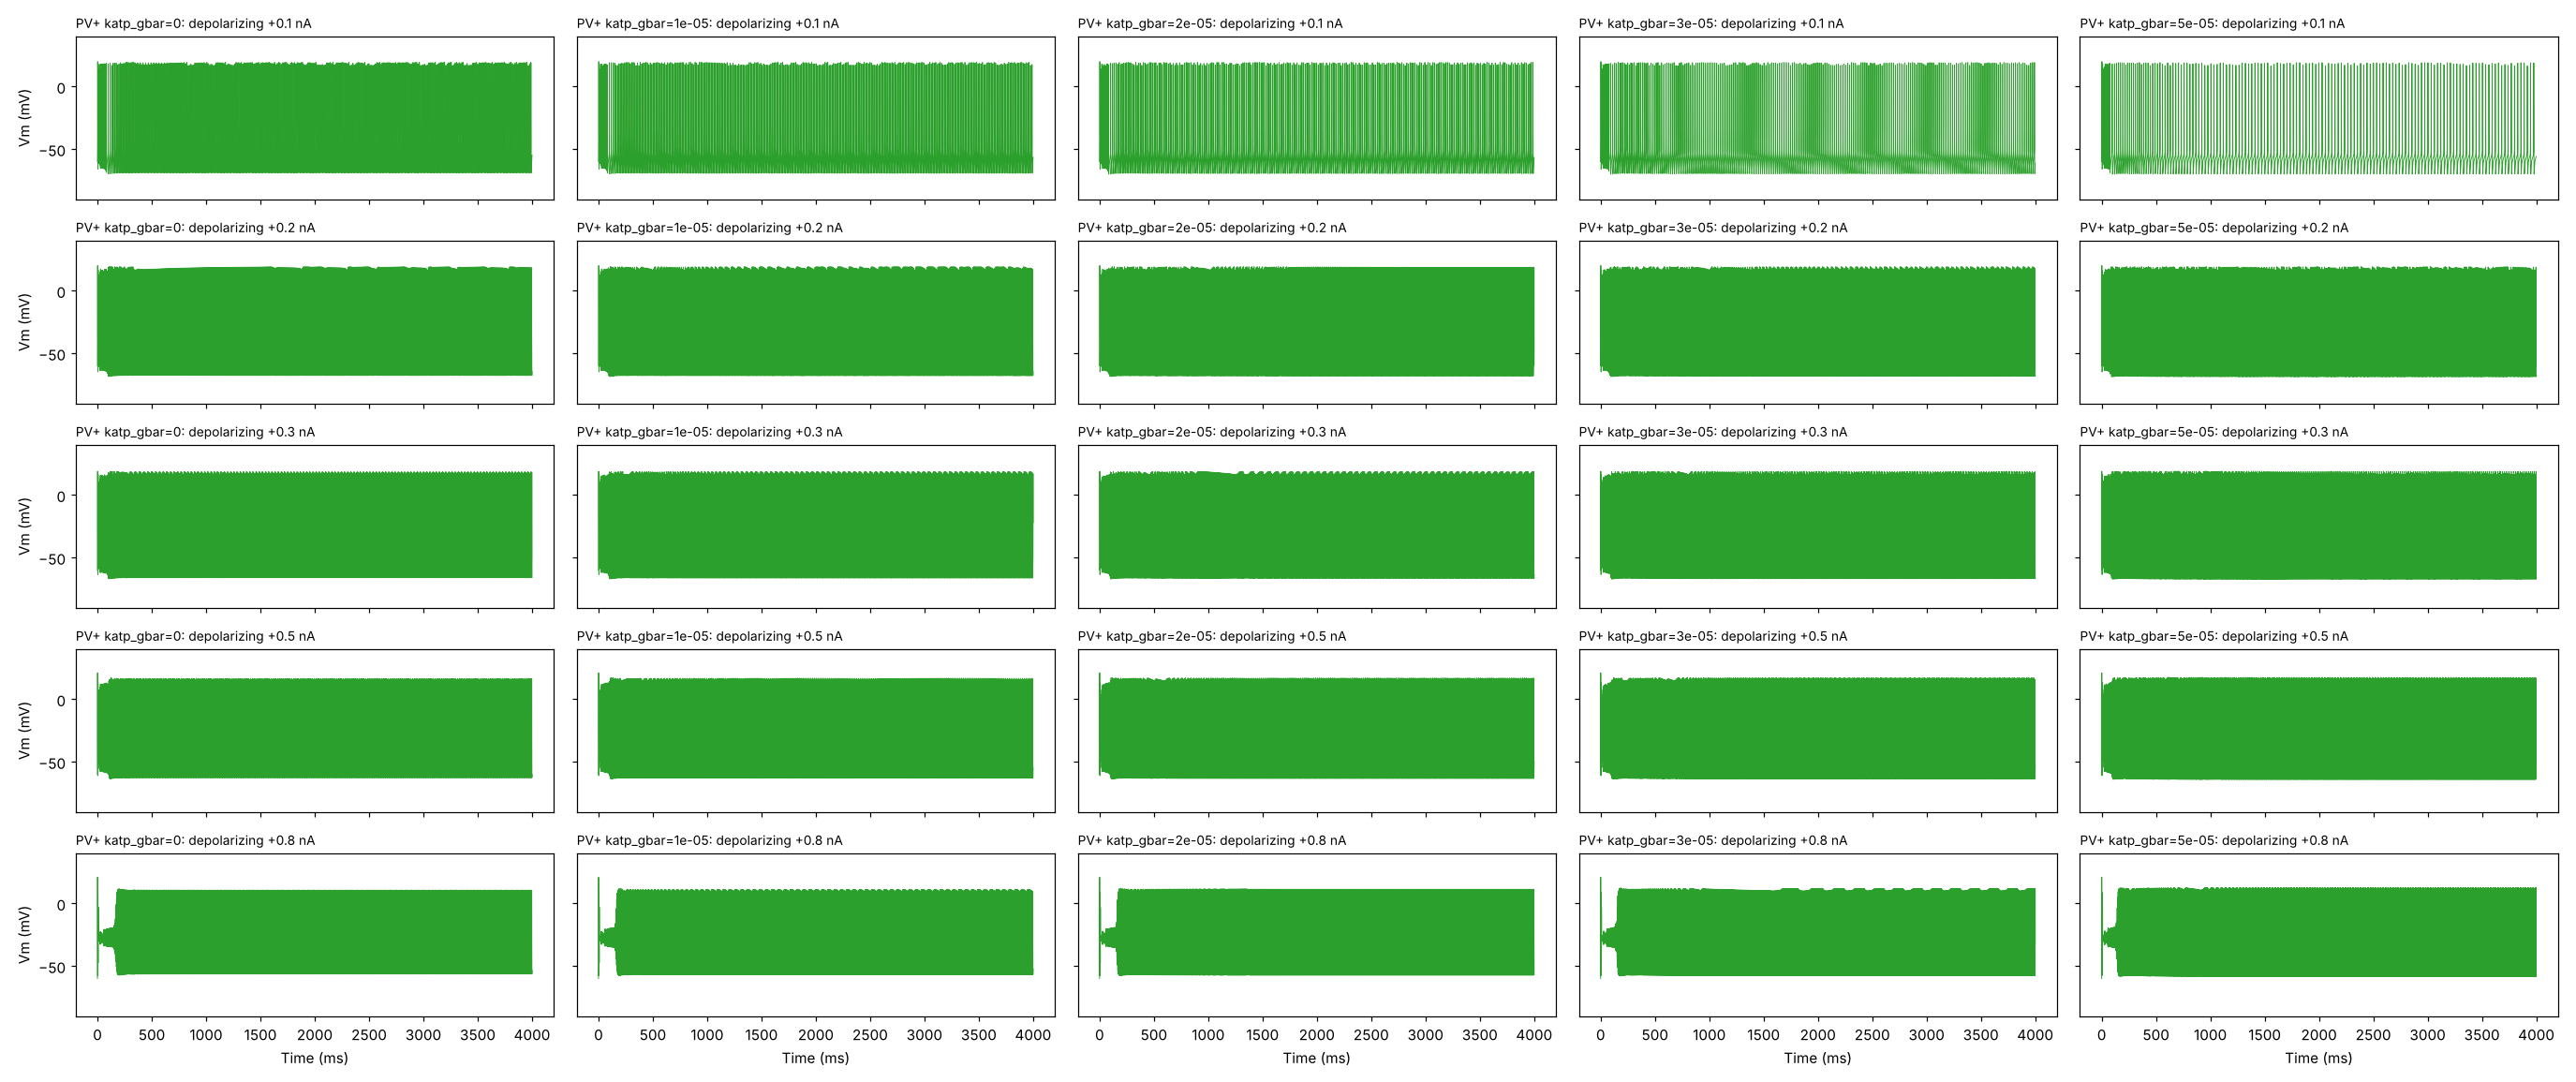 PV+ katp_gbar=0: depolarizing +0.1 nA
PV+ katp_gbar=1e-05: depolarizing +0.1 nA
PV+ katp_gbar=2e-05: depolarizing +0.1 nA
PV+ katp_gbar=3e-05: depolarizing +0.1 nA
PV+ katp_gbar=5e-05: depolarizing +0.1 nA
Vm (mV)
0
−50
PV+ katp_gbar=0: depolarizing +0.2 nA
PV+ katp_gbar=1e-05: depolarizing +0.2 nA
PV+ katp_gbar=2e-05: depolarizing +0.2 nA
PV+ katp_gbar=3e-05: depolarizing +0.2 nA
PV+ katp_gbar=5e-05: depolarizing +0.2 nA
Vm (mV)
0
−50
PV+ katp_gbar=0: depolarizing +0.3 nA
PV+ katp_gbar=1e-05: depolarizing +0.3 nA
PV+ katp_gbar=2e-05: depolarizing +0.3 nA
PV+ katp_gbar=3e-05: depolarizing +0.3 nA
PV+ katp_gbar=5e-05: depolarizing +0.3 nA
Vm (mV)
0
−50
PV+ katp_gbar=0: depolarizing +0.5 nA
PV+ katp_gbar=1e-05: depolarizing +0.5 nA
PV+ katp_gbar=2e-05: depolarizing +0.5 nA
PV+ katp_gbar=3e-05: depolarizing +0.5 nA
PV+ katp_gbar=5e-05: depolarizing +0.5 nA
Vm (mV)
0
−50
PV+ katp_gbar=0: depolarizing +0.8 nA
PV+ katp_gbar=1e-05: depolarizing +0.8 nA
PV+ katp_gbar=2e-05: depolarizing +0.8 nA
PV+ katp_gbar=3e-05: depolarizing +0.8 nA
PV+ katp_gbar=5e-05: depolarizing +0.8 nA
Vm (mV)
0
−50
0 500 1000 1500 2000 2500 3000 3500 4000
0 500 1000 1500 2000 2500 3000 3500 4000
0 500 1000 1500 2000 2500 3000 3500 4000
0 500 1000 1500 2000 2500 3000 3500 4000
0 500 1000 1500 2000 2500 3000 3500 4000
Time (ms)
Time (ms)
Time (ms)
Time (ms)
Time (ms)